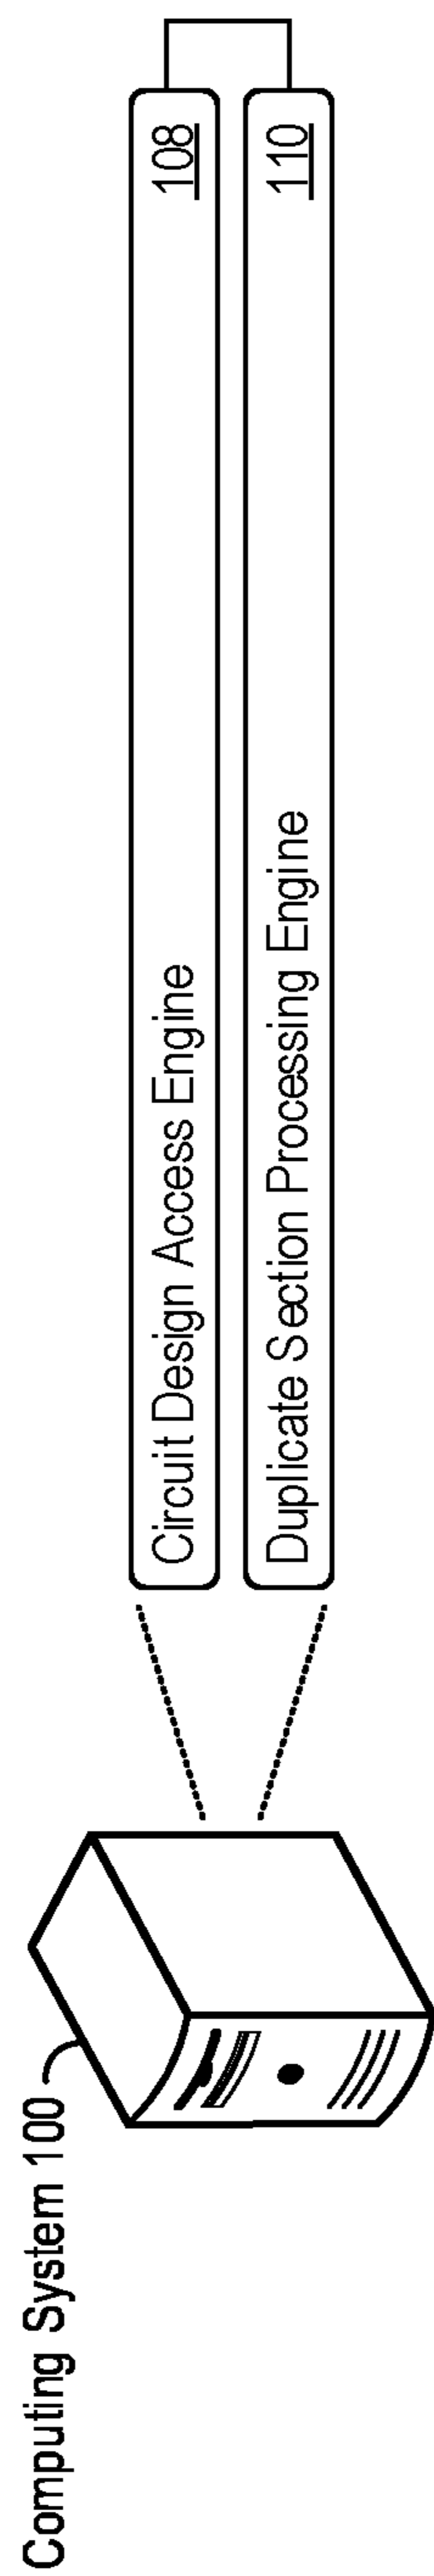 Computing System 100
Circuit Design Access Engine 108
Duplicate Section Processing Engine 110